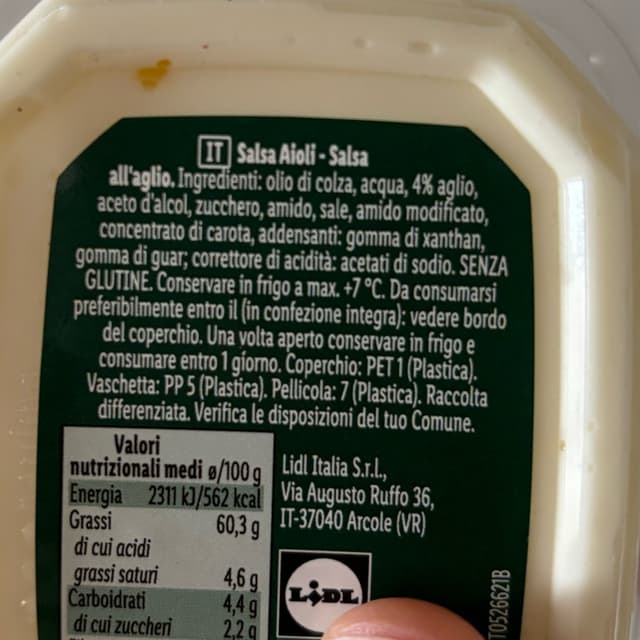 IT Salsa Aioli - Salsa
all'aglio. Ingredienti: olio di colza, acqua, 4% aglio,
aceto d'alcol, zucchero, amido, sale, amido modificato,
concentrato di carota, addensanti: gomma di xanthan,
gomma di guar; correttore di acidità: acetati di sodio. SENZA
GLUTINE. Conservare in frigo a max. +7 °C. Da consumarsi
preferibilmente entro il (in confezione integra): vedere bordo
del coperchio. Una volta aperto conservare in frigo e
consumare entro 1 giorno. Coperchio: PET 1 (Plastica).
Vaschetta: PP 5 (Plastica). Pellicola: 7 (Plastica). Raccolta
differenziata. Verifica le disposizioni del tuo Comune.
Valori
nutrizionali medi ø/100 g
Energia 2311 kJ/562 kcal
Grassi 60,3 g
di cui acidi
grassi saturi 4,6 g
Carboidrati 4,4 g
di cui zuccheri 2,2 g
Lidl Italia S.r.l.,
Via Augusto Ruffo 36,
IT-37040 Arcole (VR)
LiDL
TO526621B